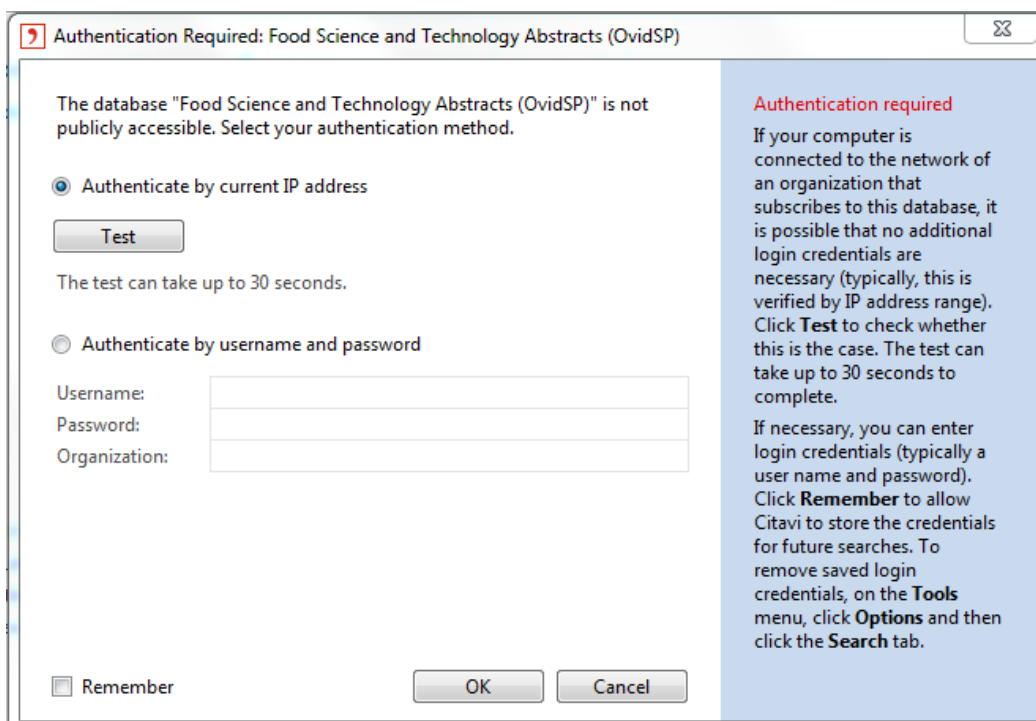 Authentication Required: Food Science and Technology Abstracts (OvidSP)
The database "Food Science and Technology Abstracts (OvidSP)" is not
publicly accessible. Select your authentication method.
Authenticate by current IP address
Test
The test can take up to 30 seconds.
Authenticate by username and password
Username:
Password:
Organization:
Remember
OK
Cancel
Authentication required
If your computer is
connected to the network of
an organization that
subscribes to this database, it
is possible that no additional
login credentials are
necessary (typically, this is
verified by IP address range).
Click Test to check whether
this is the case. The test can
take up to 30 seconds to
complete.
If necessary, you can enter
login credentials (typically a
user name and password).
Click Remember to allow
Citavi to store the credentials
for future searches. To
remove saved login
credentials, on the Tools
menu, click Options and then
click the Search tab.